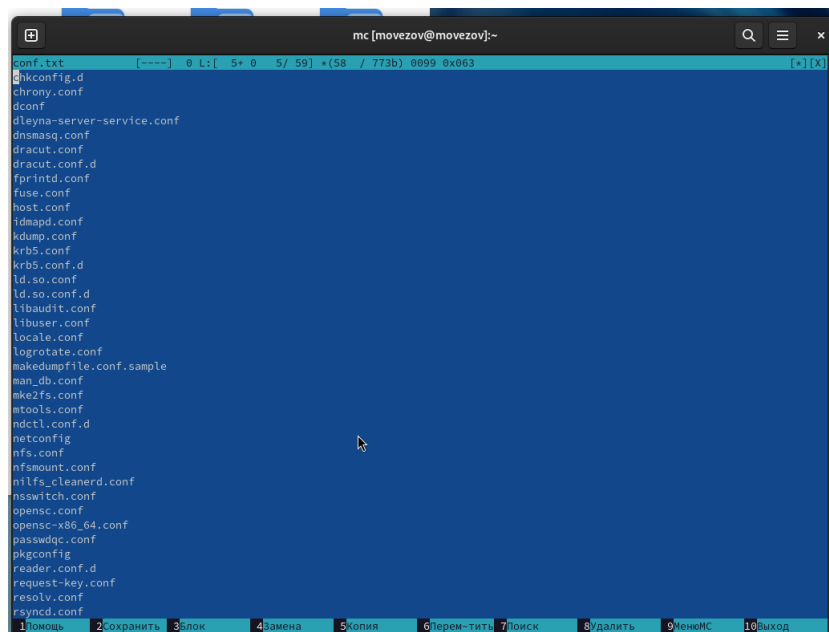 mc [movezov@movezov]:~
conf.txt [----] 0 L:[ 5+ 0 5/ 59] *(58 / 773b) 0099 0x063 [*][X]
chkconfig.d
chrony.conf
dconf
dleyna-server-service.conf
dnsmasq.conf
dracut.conf
dracut.conf.d
fprintd.conf
fuse.conf
host.conf
idmapd.conf
kdump.conf
krb5.conf
krb5.conf.d
ld.so.conf
ld.so.conf.d
libaudit.conf
libuser.conf
locale.conf
logrotate.conf
makedumpfile.conf.sample
man_db.conf
mke2fs.conf
mtools.conf
ndctl.conf.d
netconfig
nfs.conf
nfsmount.conf
nilfs_cleanerd.conf
nsswitch.conf
opensc.conf
opensc-x86_64.conf
passwdqc.conf
pkgconfig
reader.conf.d
request-key.conf
resolv.conf
rsyncd.conf
1Помощь 2Сохранить 3Блок 4Замена 5Копия 6Перем~тить 7Поиск 8Удалить 9МенюMC 10Выход